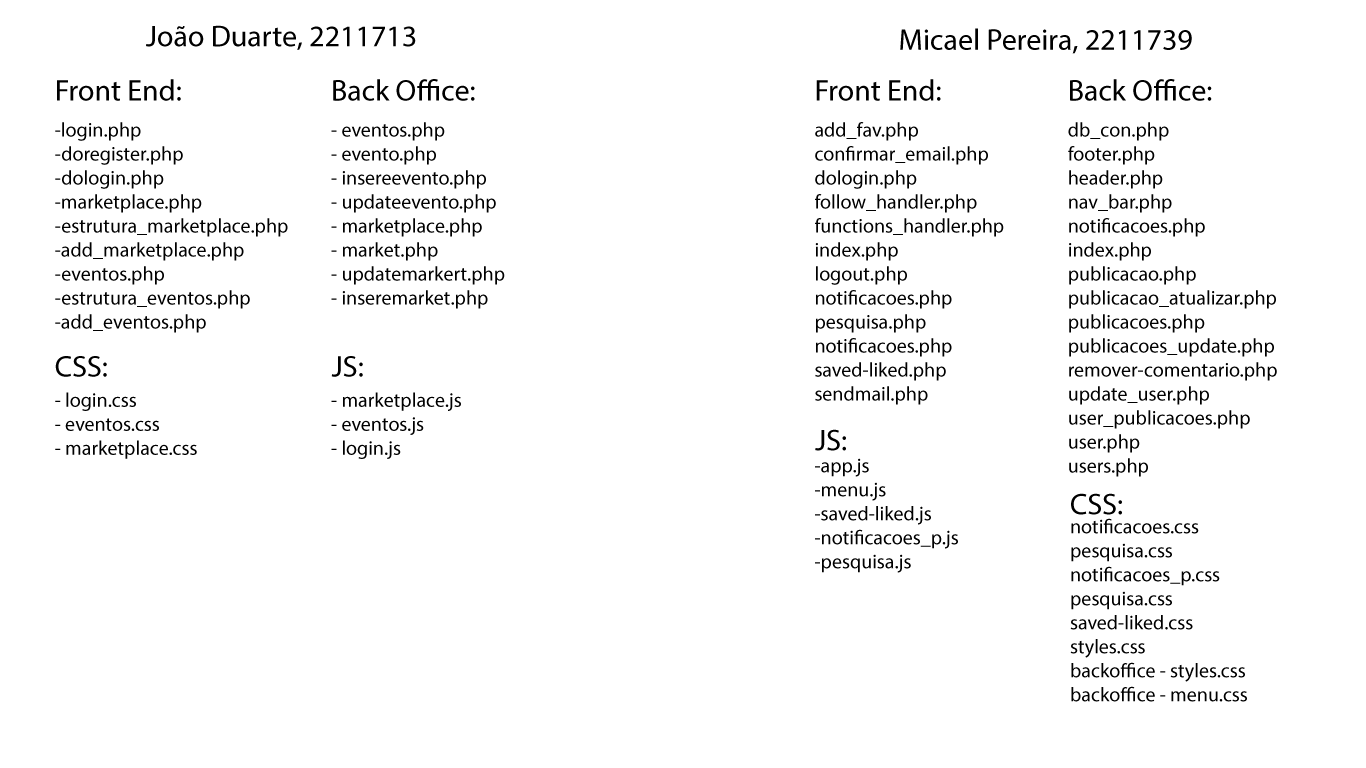 João Duarte, 2211713
Front End:
-login.php
-doregister.php
-dologin.php
-marketplace.php
-estrutura_marketplace.php
-add_marketplace.php
-eventos.php
-estrutura_eventos.php
-add_eventos.php
Back Office:
- eventos.php
- evento.php
- insereevento.php
- updateevento.php
- marketplace.php
- market.php
- updatemarkert.php
- inseremarket.php
CSS:
- login.css
- eventos.css
- marketplace.css
JS:
- marketplace.js
- eventos.js
- login.js
Micael Pereira, 2211739
Front End:
add_fav.php
confirmar_email.php
dologin.php
follow_handler.php
functions_handler.php
index.php
logout.php
notificacoes.php
pesquisa.php
notificacoes.php
saved-liked.php
sendmail.php
JS:
-app.js
-menu.js
-saved-liked.js
-notificacoes_p.js
-pesquisa.js
Back Office:
db_con.php
footer.php
header.php
nav_bar.php
notificacoes.php
index.php
publicacao.php
publicacao_atualizar.php
publicacoes.php
publicacoes_update.php
remover-comentario.php
update_user.php
user_publicacoes.php
user.php
users.php
CSS:
notificacoes.css
pesquisa.css
notificacoes_p.css
pesquisa.css
saved-liked.css
styles.css
backoffice - styles.css
backoffice - menu.css